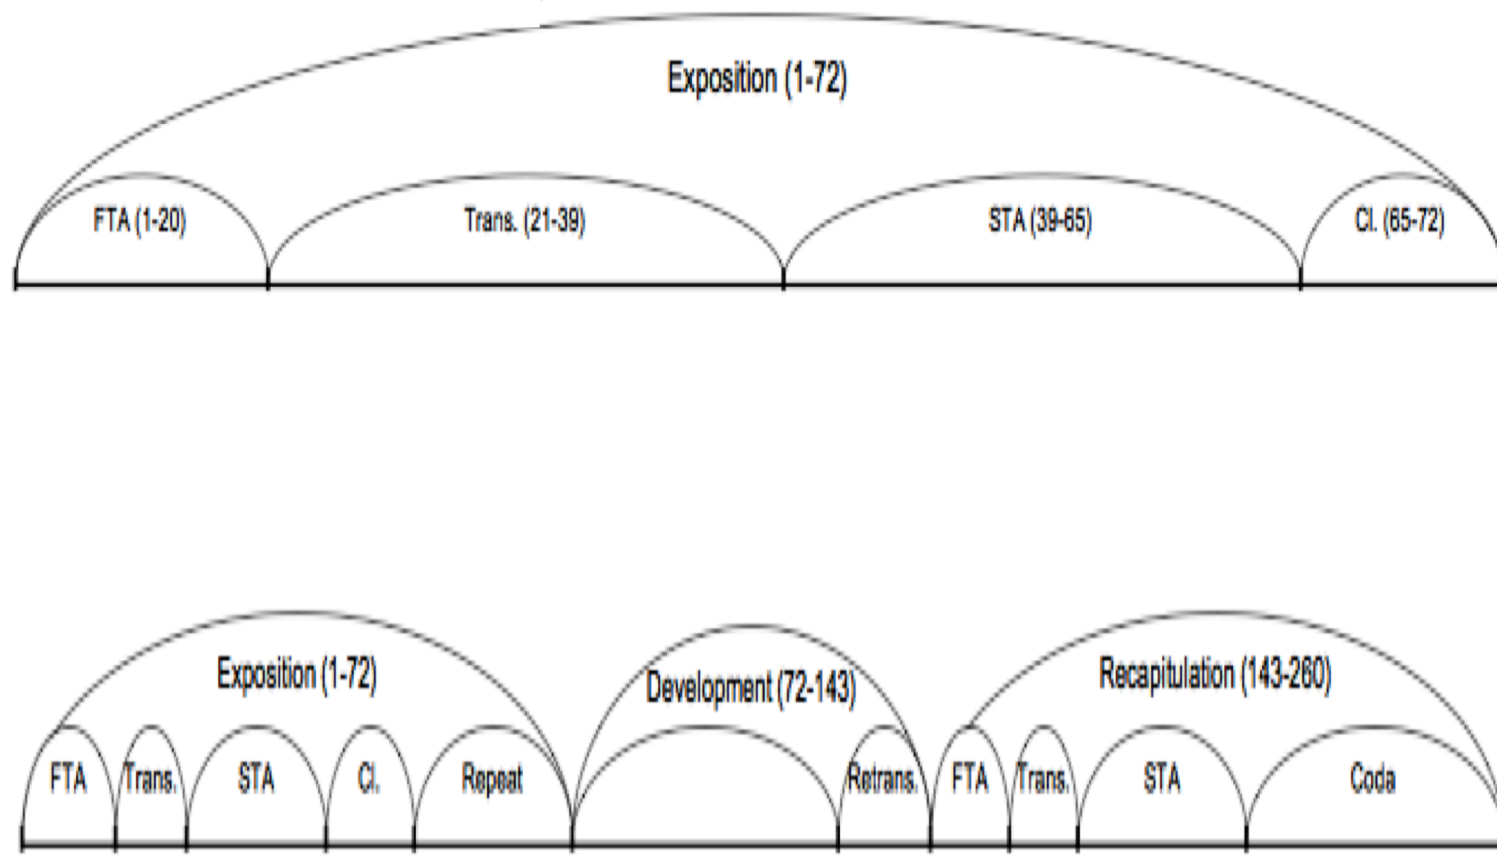 Exposition (1-72)
FTA (1-20) Trans. (21-39) STA (39-65) Cl. (65-72)
Exposition (1-72) Development (72-143) Recapitulation (143-260)
FTA Trans. STA Cl. Repeat Retrans. FTA Trans. STA Coda